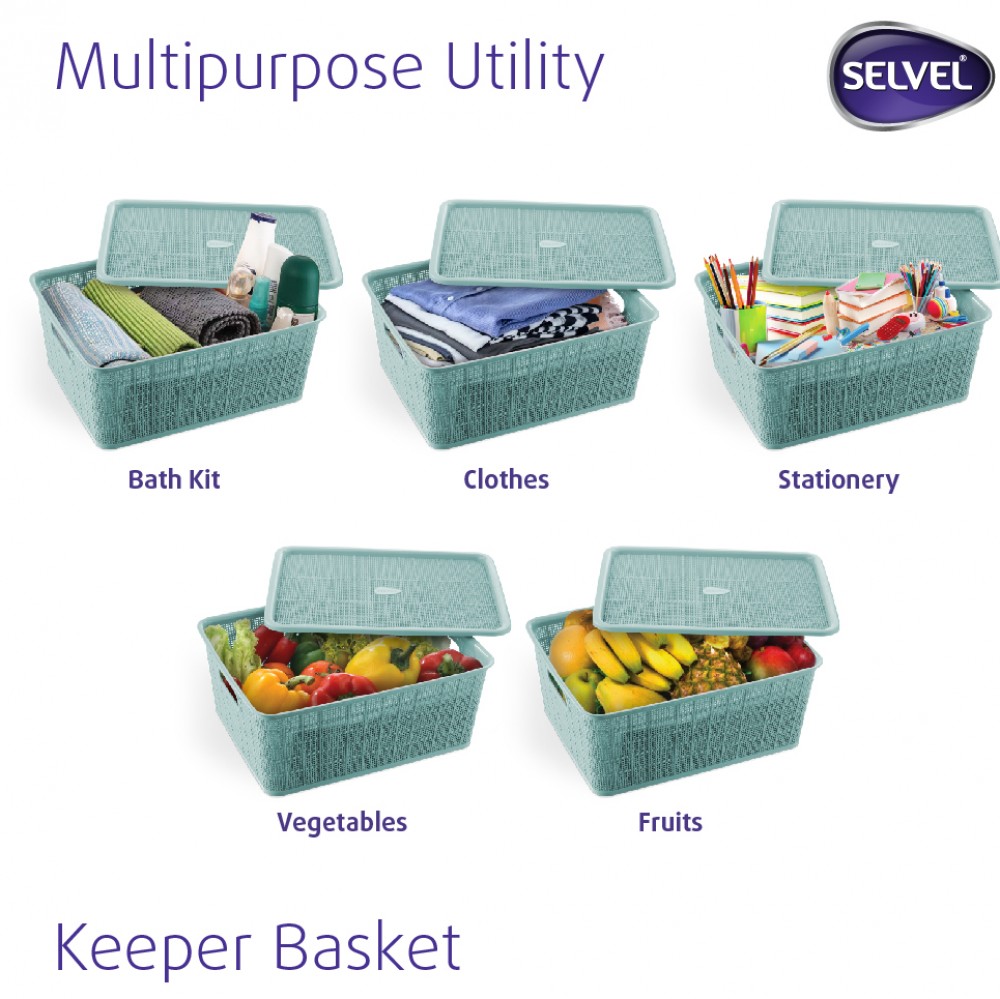 Multipurpose Utility
SELVEL®
Bath Kit
Clothes
Stationery
Vegetables
Fruits
Keeper Basket